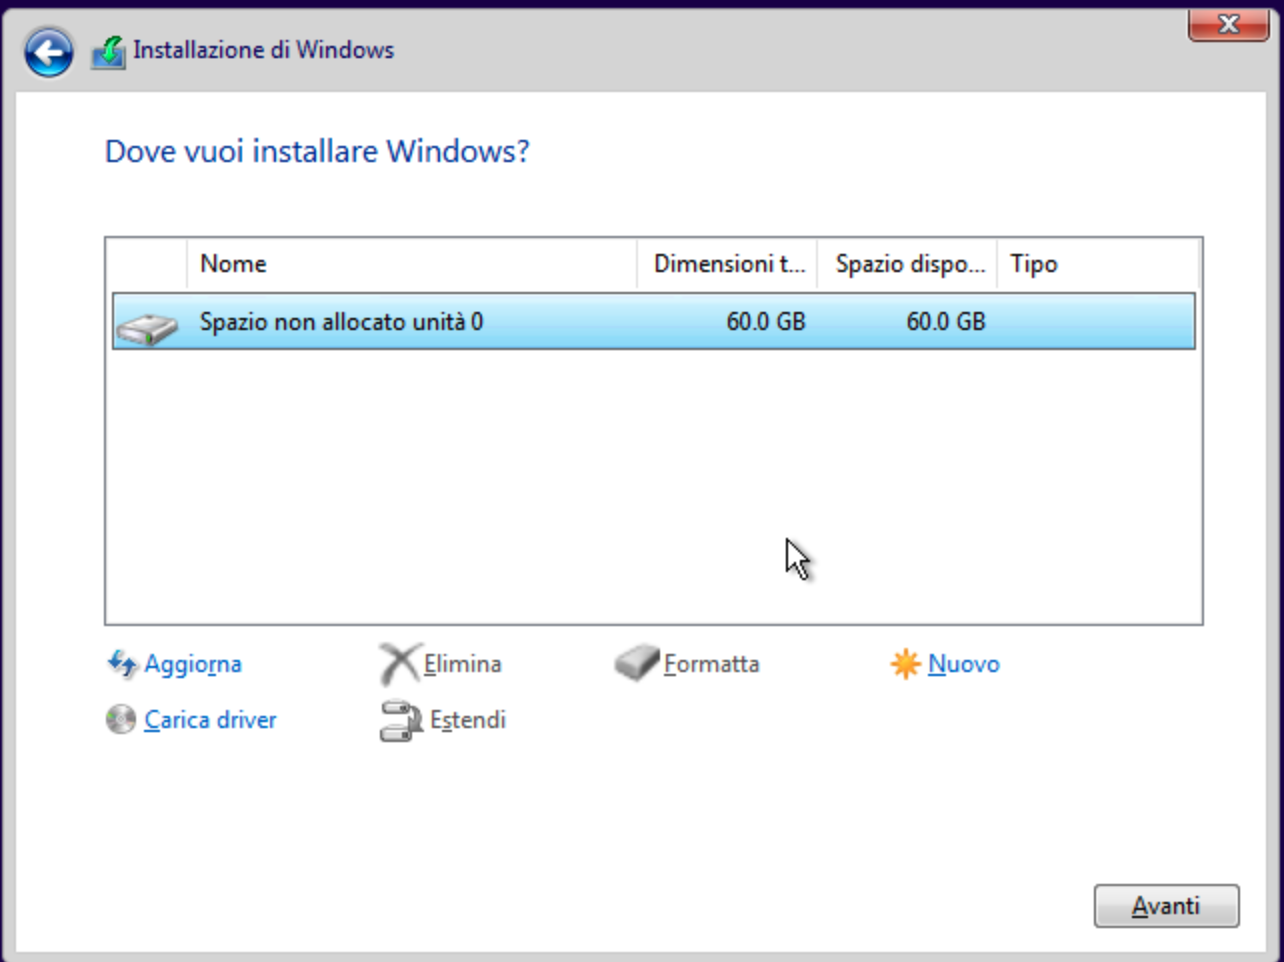 Installazione di Windows
Dove vuoi installare Windows?
Nome Dimensioni t... Spazio dispo... Tipo
Spazio non allocato unità 0 60.0 GB 60.0 GB
Aggiorna Elimina Formatta Nuovo
Carica driver Estendi
Avanti